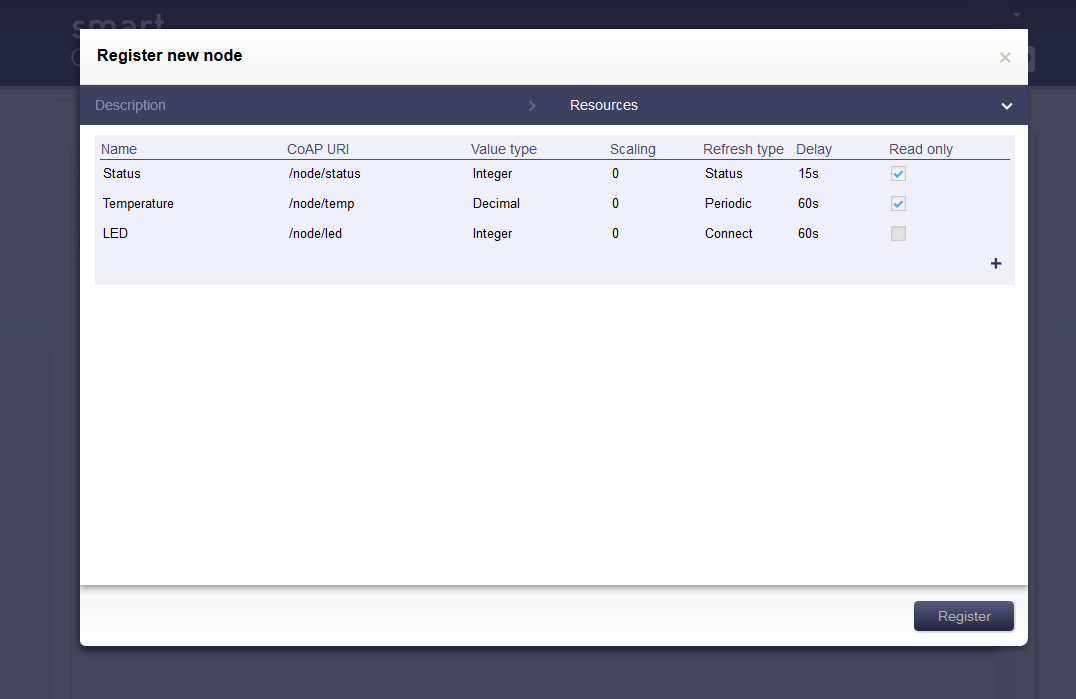 smart
Register new node
Description Resources
Name CoAP URI Value type Scaling Refresh type Delay Read only
Status /node/status Integer 0 Status 15s
Temperature /node/temp Decimal 0 Periodic 60s
LED /node/led Integer 0 Connect 60s
Register